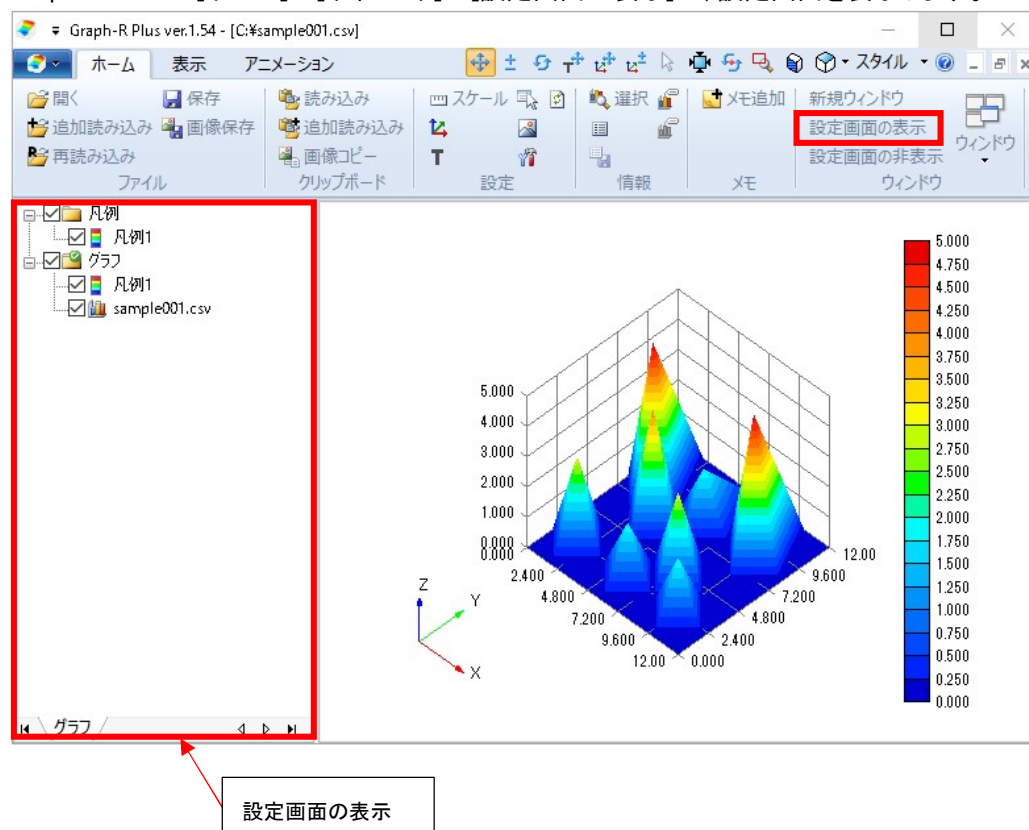 Graph-R Plus ver.1.54 - [C:¥sample001.csv]
ホーム 表示 アニメーション スタイル
開く 保存 読み込み スケール 選択 メモ追加 新規ウィンドウ
追加読み込み 画像保存 追加読み込み 設定画面の表示
再読み込み 画像コピー T 設定画面の非表示 ウィンドウ
ファイル クリップボード 設定 情報 メモ ウィンドウ
凡例
凡例1
グラフ
凡例1
sample001.csv
5.000
4.000
3.000
2.000
1.000
0.000
0.000
2.400
4.800
7.200
9.600
12.00
0.000
2.400
4.800
7.200
9.600
12.00
Z
Y
X
5.000
4.750
4.500
4.250
4.000
3.750
3.500
3.250
3.000
2.750
2.500
2.250
2.000
1.750
1.500
1.250
1.000
0.750
0.500
0.250
0.000
グラフ
設定画面の表示